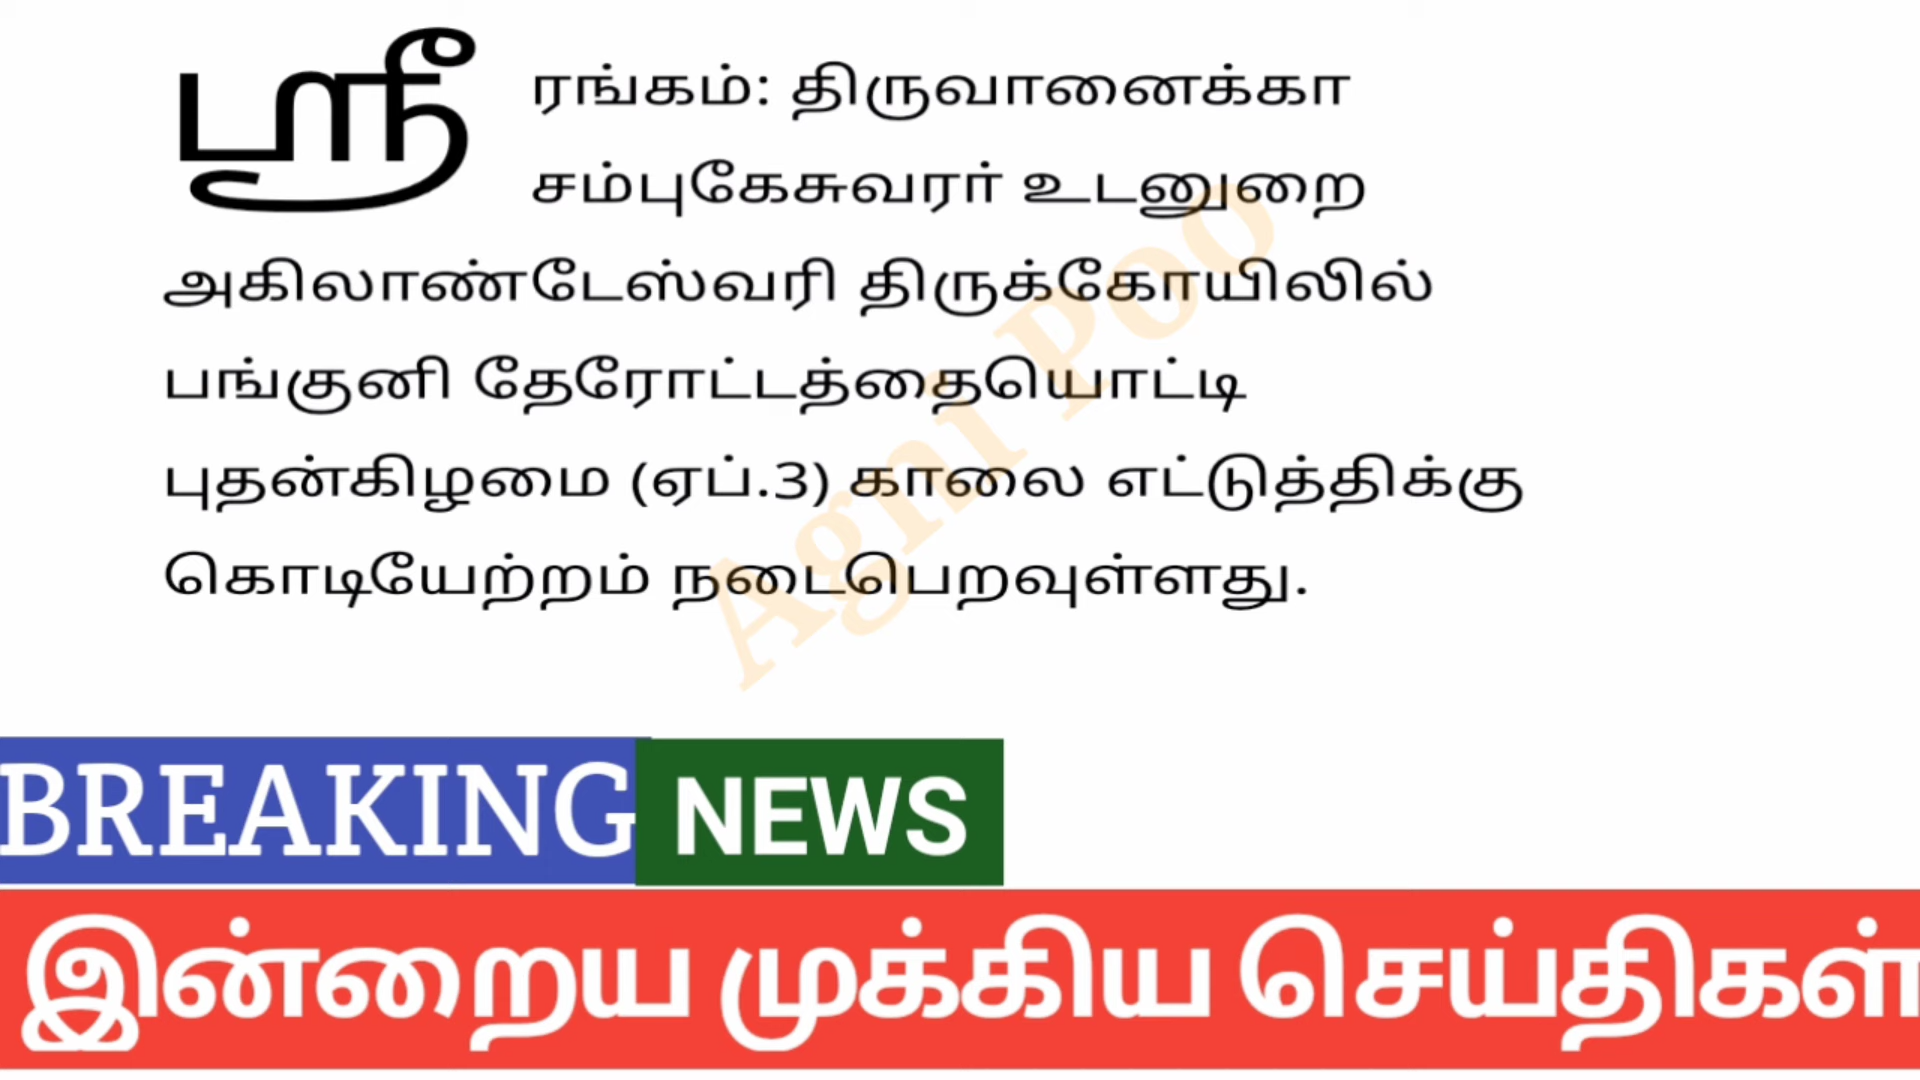 ஸ்ரீரங்கம்: திருவானைக்கா
சம்புகேசுவரர் உடனுறை
அகிலாண்டேஸ்வரி திருக்கோயிலில்
பங்குனி தேரோட்டத்தையொட்டி
புதன்கிழமை (ஏப்.3) காலை எட்டுத்திக்கு
கொடியேற்றம் நடைபெறவுள்ளது.
Agni Poo
BREAKING NEWS
இன்றைய முக்கிய செய்திகள்